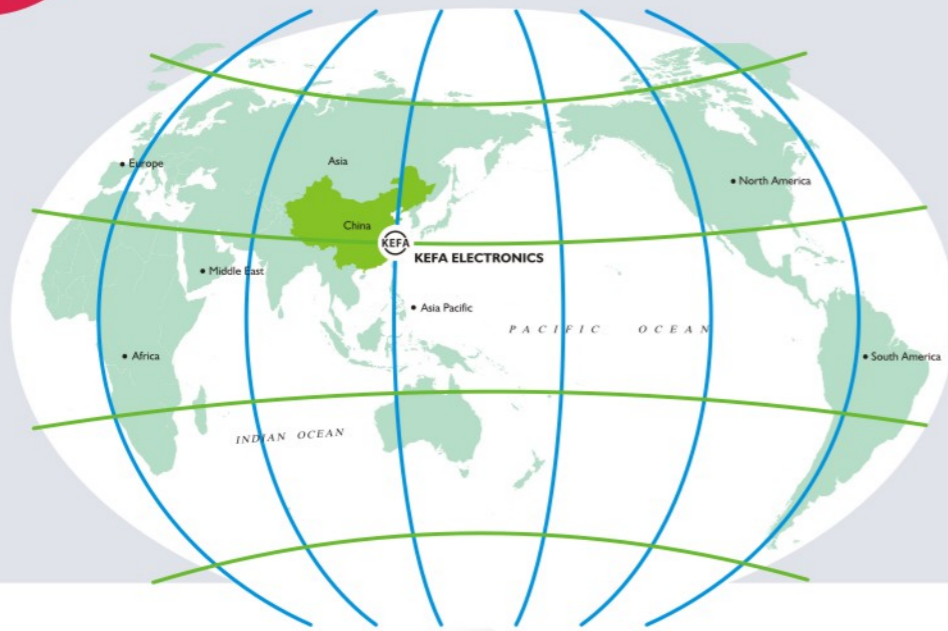 Europe
Asia
North America
China
KEFA
KEFA ELECTRONICS
Middle East
Asia Pacific
PACIFIC OCEAN
Africa
South America
INDIAN OCEAN